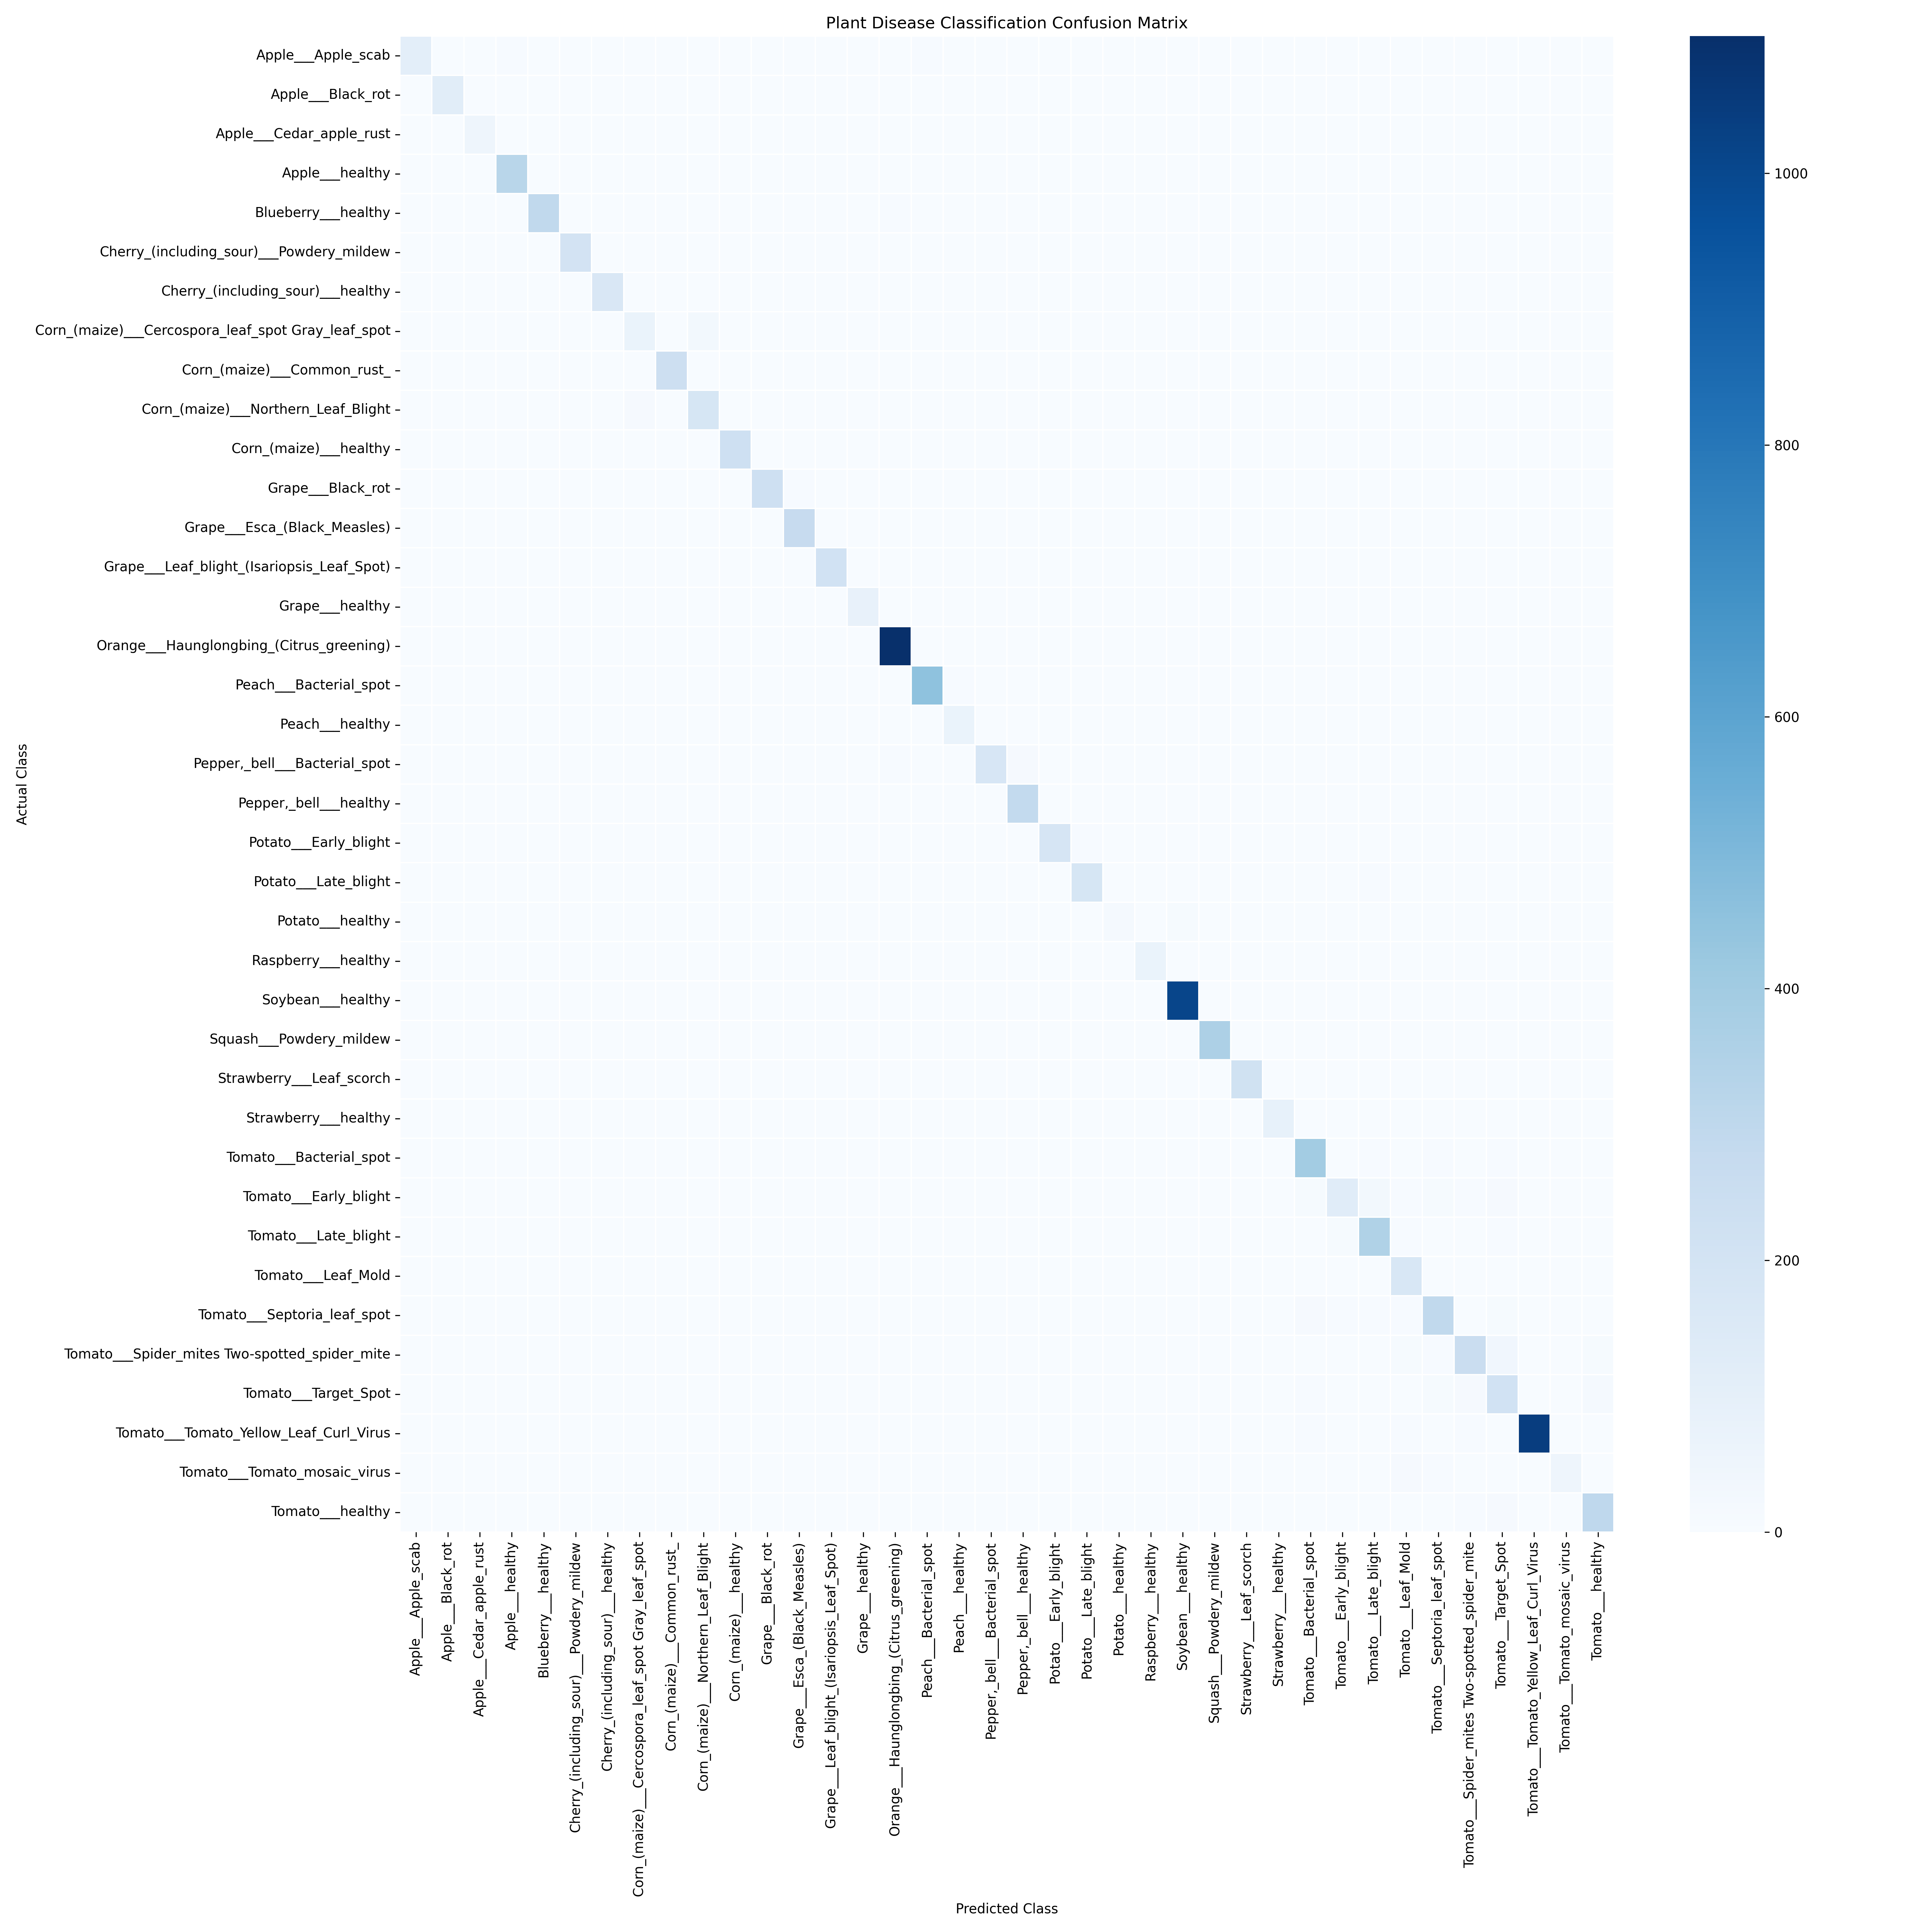 Plant Disease Classification Confusion Matrix
Actual Class
Apple___Apple_scab
Apple___Black_rot
Apple___Cedar_apple_rust
Apple___healthy
Blueberry___healthy
Cherry_(including_sour)___Powdery_mildew
Cherry_(including_sour)___healthy
Corn_(maize)___Cercospora_leaf_spot Gray_leaf_spot
Corn_(maize)___Common_rust_
Corn_(maize)___Northern_Leaf_Blight
Corn_(maize)___healthy
Grape___Black_rot
Grape___Esca_(Black_Measles)
Grape___Leaf_blight_(Isariopsis_Leaf_Spot)
Grape___healthy
Orange___Haunglongbing_(Citrus_greening)
Peach___Bacterial_spot
Peach___healthy
Pepper,_bell___Bacterial_spot
Pepper,_bell___healthy
Potato___Early_blight
Potato___Late_blight
Potato___healthy
Raspberry___healthy
Soybean___healthy
Squash___Powdery_mildew
Strawberry___Leaf_scorch
Strawberry___healthy
Tomato___Bacterial_spot
Tomato___Early_blight
Tomato___Late_blight
Tomato___Leaf_Mold
Tomato___Septoria_leaf_spot
Tomato___Spider_mites Two-spotted_spider_mite
Tomato___Target_Spot
Tomato___Tomato_Yellow_Leaf_Curl_Virus
Tomato___Tomato_mosaic_virus
Tomato___healthy
Apple___Apple_scab
Apple___Black_rot
Apple___Cedar_apple_rust
Apple___healthy
Blueberry___healthy
Cherry_(including_sour)___Powdery_mildew
Cherry_(including_sour)___healthy
Corn_(maize)___Cercospora_leaf_spot Gray_leaf_spot
Corn_(maize)___Common_rust_
Corn_(maize)___Northern_Leaf_Blight
Corn_(maize)___healthy
Grape___Black_rot
Grape___Esca_(Black_Measles)
Grape___Leaf_blight_(Isariopsis_Leaf_Spot)
Grape___healthy
Orange___Haunglongbing_(Citrus_greening)
Peach___Bacterial_spot
Peach___healthy
Pepper,_bell___Bacterial_spot
Pepper,_bell___healthy
Potato___Early_blight
Potato___Late_blight
Potato___healthy
Raspberry___healthy
Soybean___healthy
Squash___Powdery_mildew
Strawberry___Leaf_scorch
Strawberry___healthy
Tomato___Bacterial_spot
Tomato___Early_blight
Tomato___Late_blight
Tomato___Leaf_Mold
Tomato___Septoria_leaf_spot
Tomato___Spider_mites Two-spotted_spider_mite
Tomato___Target_Spot
Tomato___Tomato_Yellow_Leaf_Curl_Virus
Tomato___Tomato_mosaic_virus
Tomato___healthy
Predicted Class
1000
800
600
400
200
0